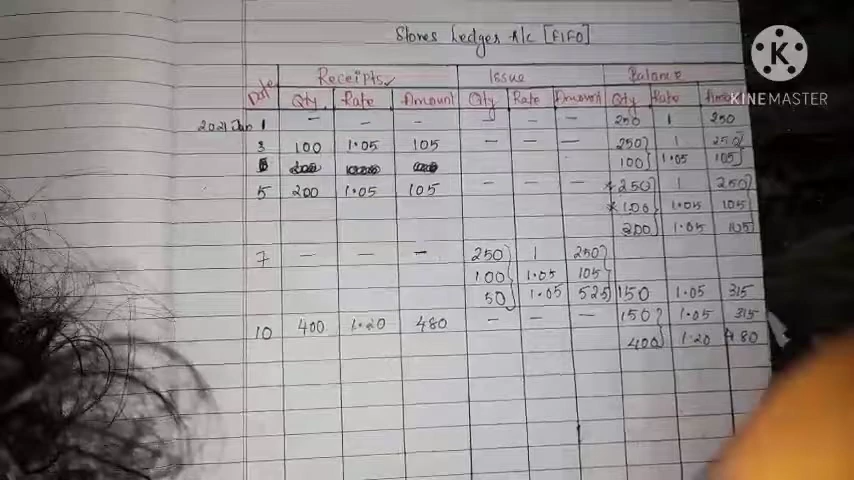 Stores Ledger A/c [FIFO]
Date Receipts Issue Balance
Qty Rate Amount Qty Rate Amount Qty Rate
2021 Jan 1 — — — — — — 250 1 250
3 100 1.05 105 — — — 250 1 250
100 1.05 105
5 200 1.05 105 — — — *250 1 250
*100 1.05 105
200 1.05 105
7 — — — 250 1 250
100 1.05 105
50 1.05 525 150 1.05 315
10 400 1.20 480 — — — 150 1.05 315
400 1.20 480
K
KINEMASTER